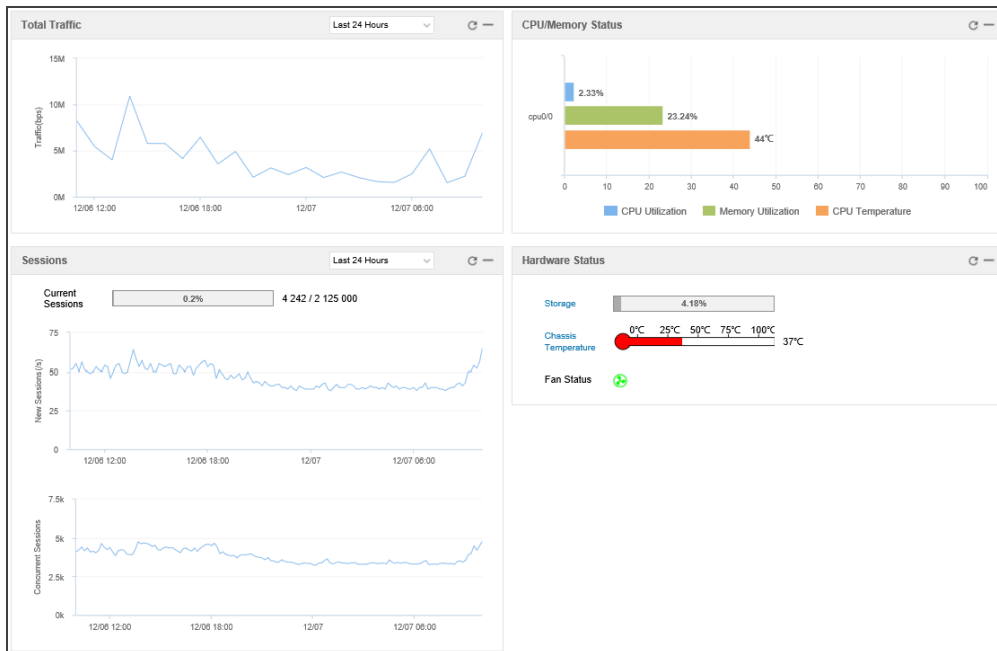 Total Traffic
Last 24 Hours
15M
10M
5M
0M
Traffic(bps)
12/06 12:00
12/06 18:00
12/07
12/07 06:00
CPU/Memory Status
cpu0/0
2.33%
23.24%
44℃
0
10
20
30
40
50
60
70
80
90
100
CPU Utilization
Memory Utilization
CPU Temperature
Sessions
Last 24 Hours
Current
Sessions
0.2%
4 242 / 2 125 000
75
50
25
0
New Sessions(/s)
12/06 12:00
12/06 18:00
12/07
12/07 06:00
7.5k
5k
2.5k
0k
Concurrent Sessions
12/06 12:00
12/06 18:00
12/07
12/07 06:00
Hardware Status
Storage
4.18%
Chassis
Temperature
0℃
25℃
50℃
75℃
100℃
37℃
Fan Status